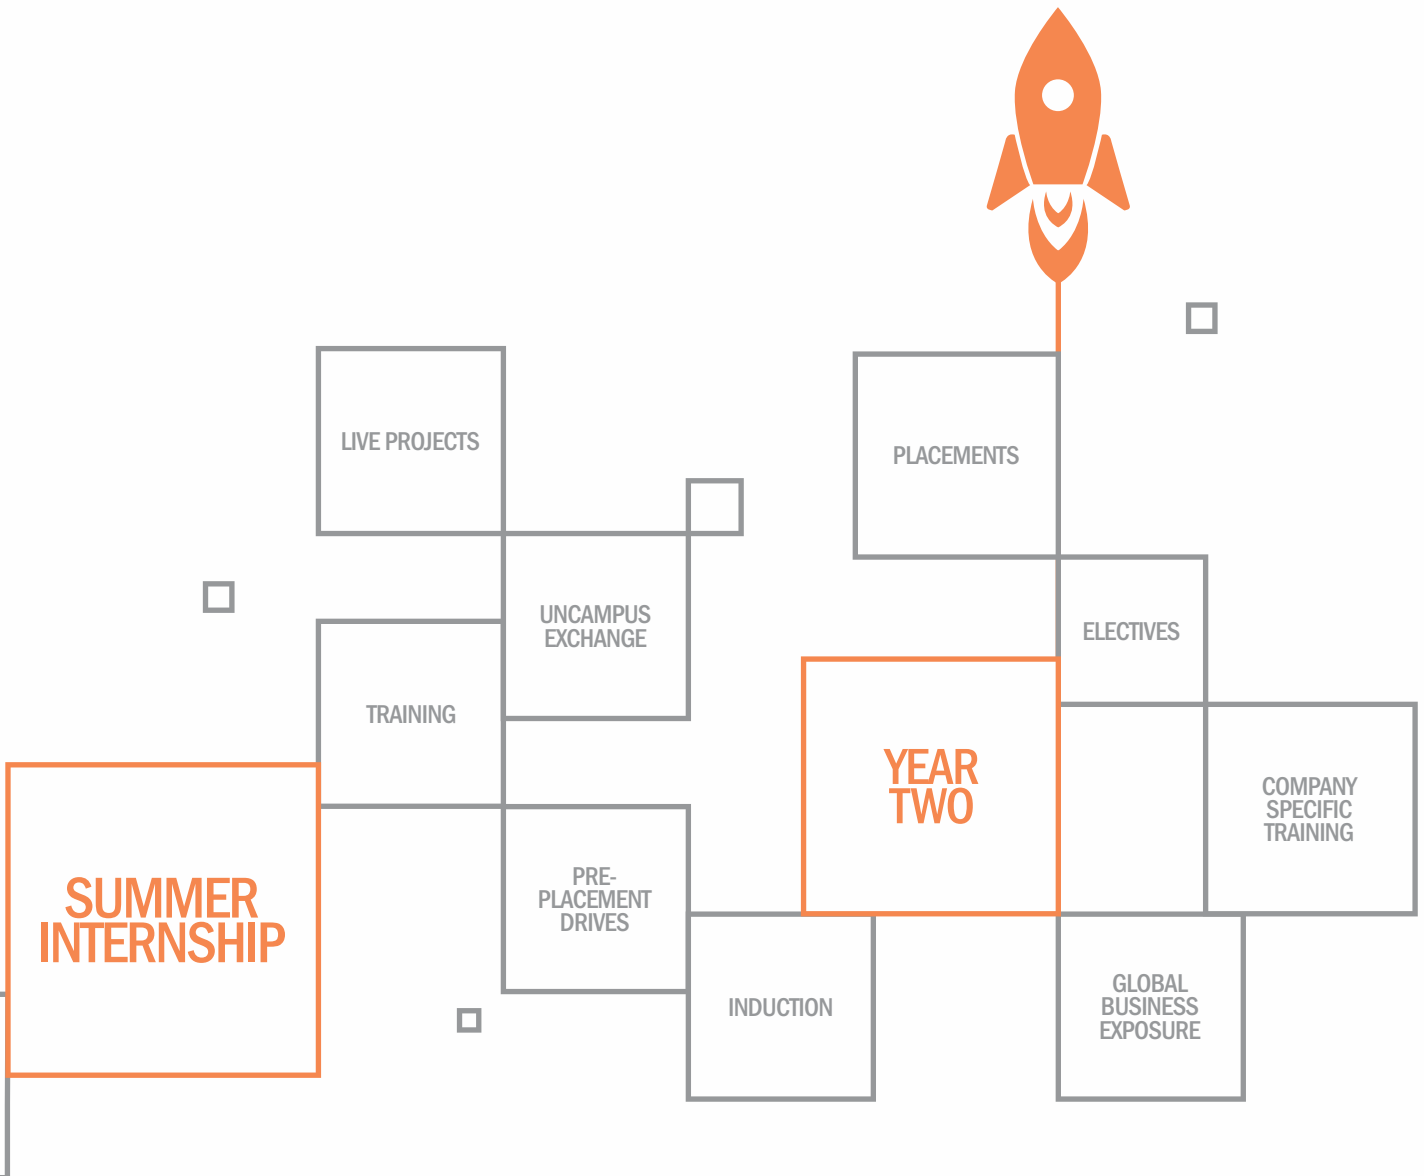 LIVE PROJECTS
PLACEMENTS
UNCAMPUS
EXCHANGE
ELECTIVES
TRAINING
YEAR
TWO
COMPANY
SPECIFIC
TRAINING
SUMMER
INTERNSHIP
PRE-
PLACEMENT
DRIVES
INDUCTION
GLOBAL
BUSINESS
EXPOSURE